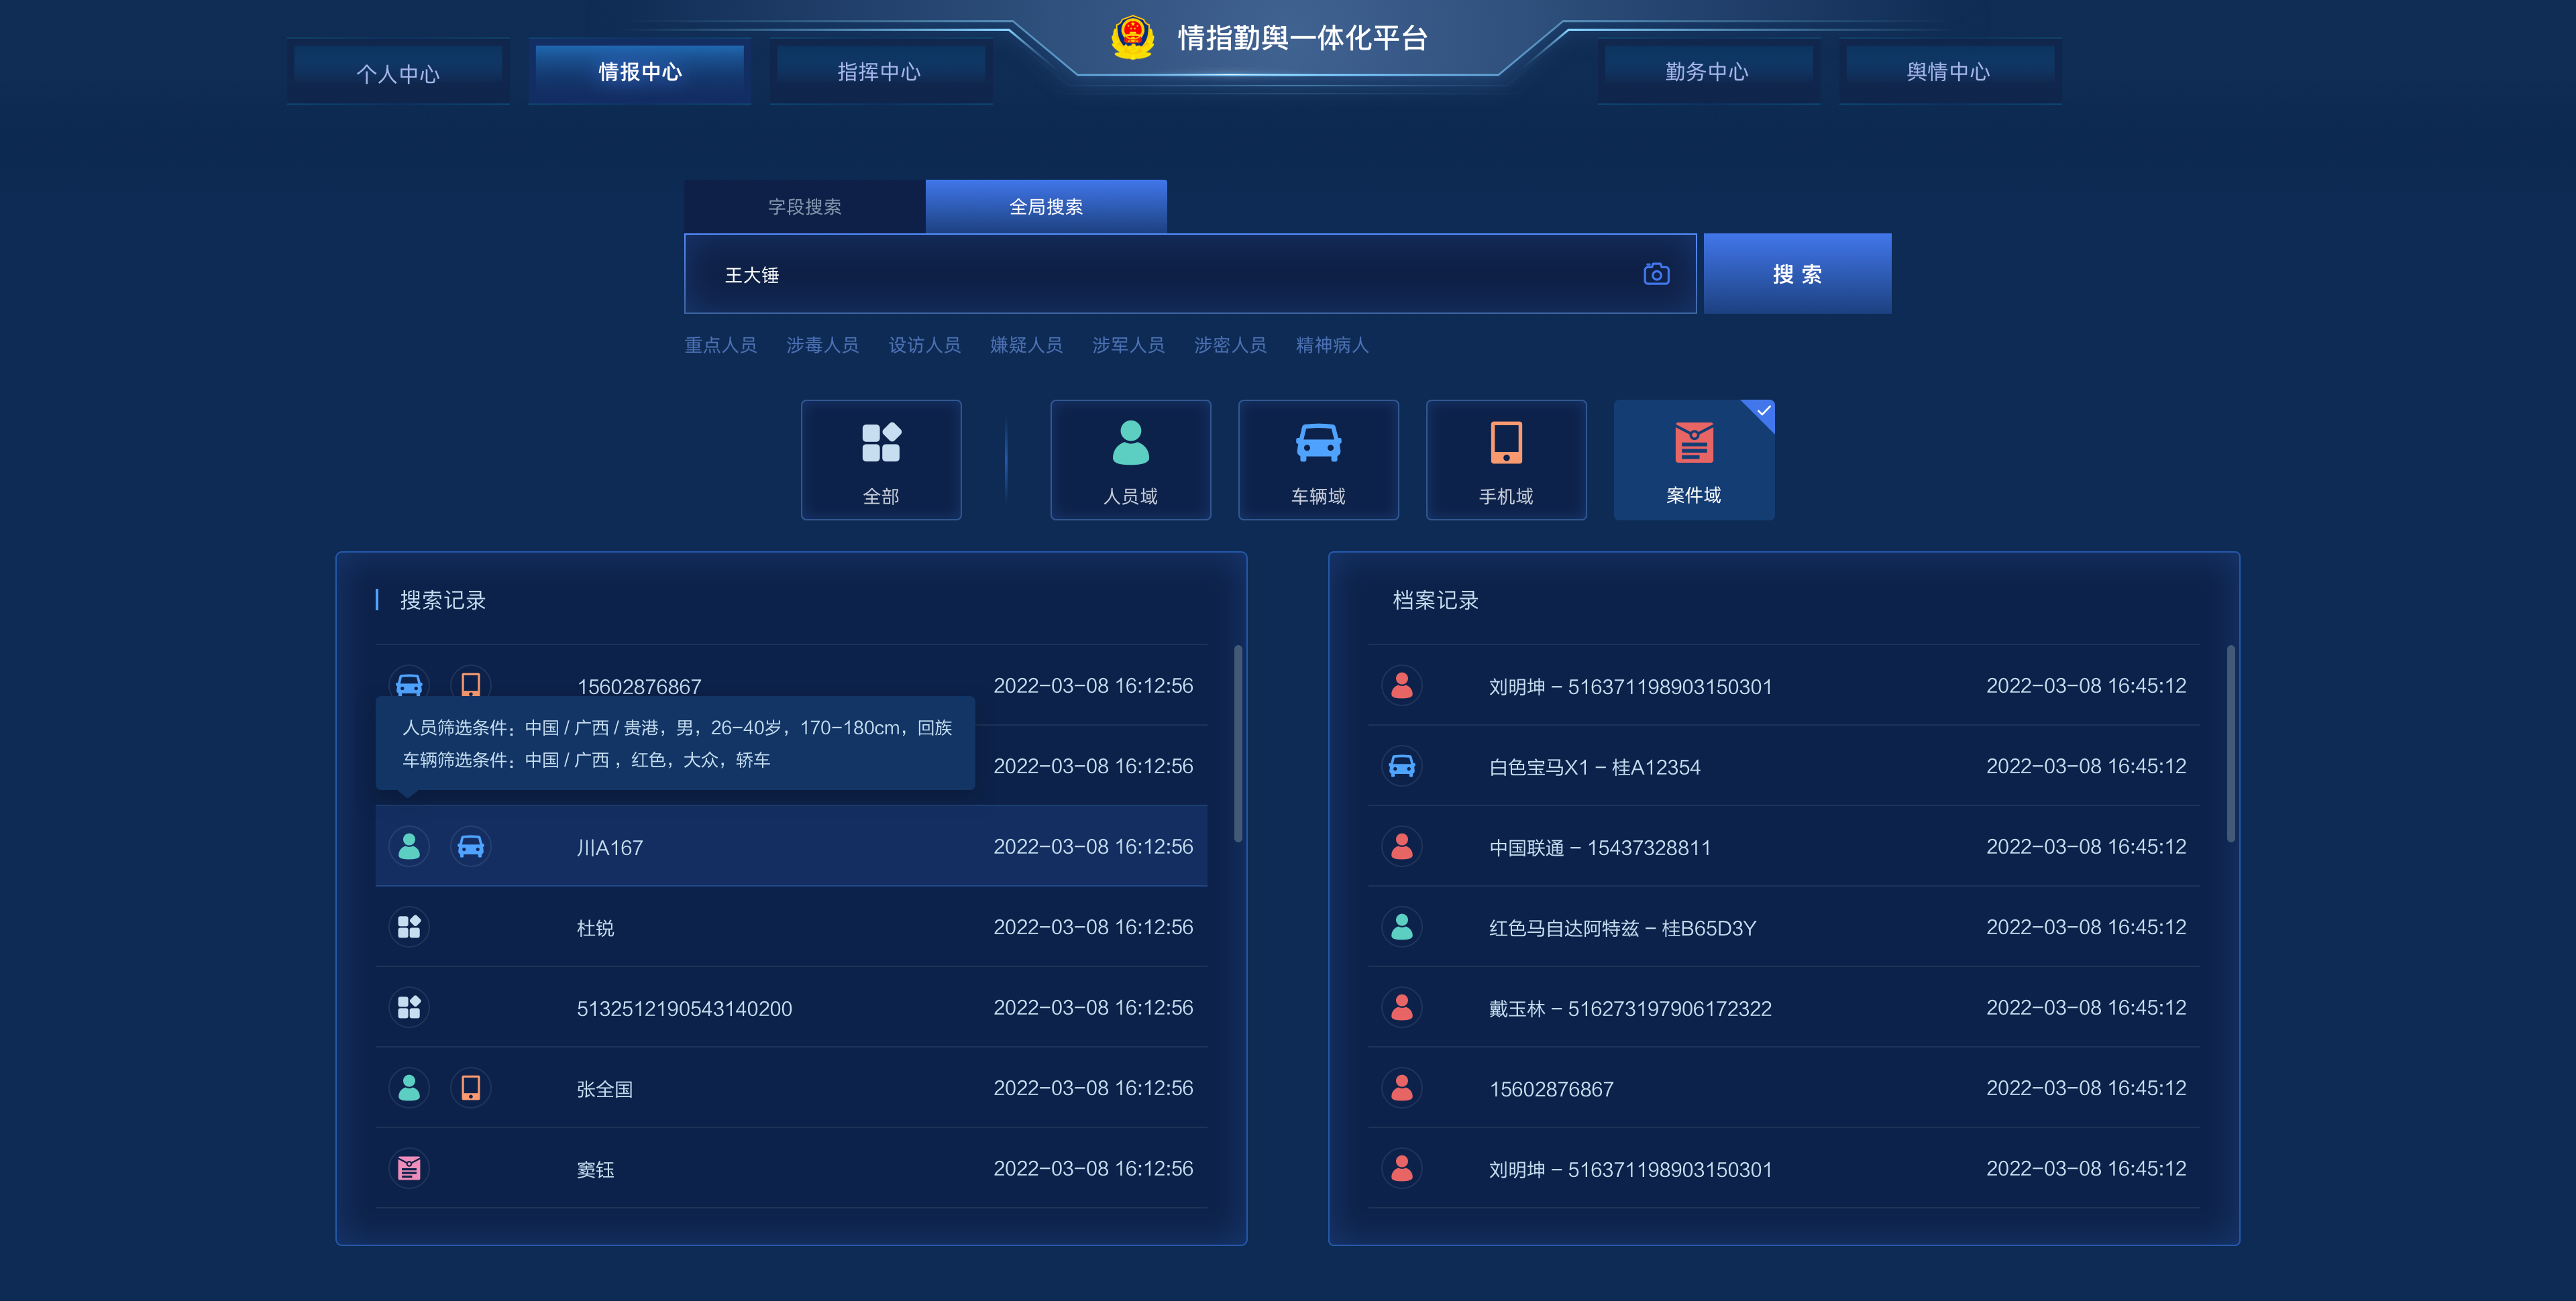 情指勤舆一体化平台
个人中心 情报中心 指挥中心 勤务中心 舆情中心
字段搜索 全局搜索
王大锤 搜 索
重点人员 涉毒人员 设访人员 嫌疑人员 涉军人员 涉密人员 精神病人
全部 人员域 车辆域 手机域 案件域
搜索记录
15602876867 2022-03-08 16:12:56
人员筛选条件：中国 / 广西 / 贵港，男，26-40岁，170-180cm，回族
车辆筛选条件：中国 / 广西 ，红色，大众，轿车
2022-03-08 16:12:56
川A167 2022-03-08 16:12:56
杜锐 2022-03-08 16:12:56
5132512190543140200 2022-03-08 16:12:56
张全国 2022-03-08 16:12:56
窦钰 2022-03-08 16:12:56
档案记录
刘明坤 - 516371198903150301 2022-03-08 16:45:12
白色宝马X1 - 桂A12354 2022-03-08 16:45:12
中国联通 - 15437328811 2022-03-08 16:45:12
红色马自达阿特兹 - 桂B65D3Y 2022-03-08 16:45:12
戴玉林 - 516273197906172322 2022-03-08 16:45:12
15602876867 2022-03-08 16:45:12
刘明坤 - 516371198903150301 2022-03-08 16:45:12